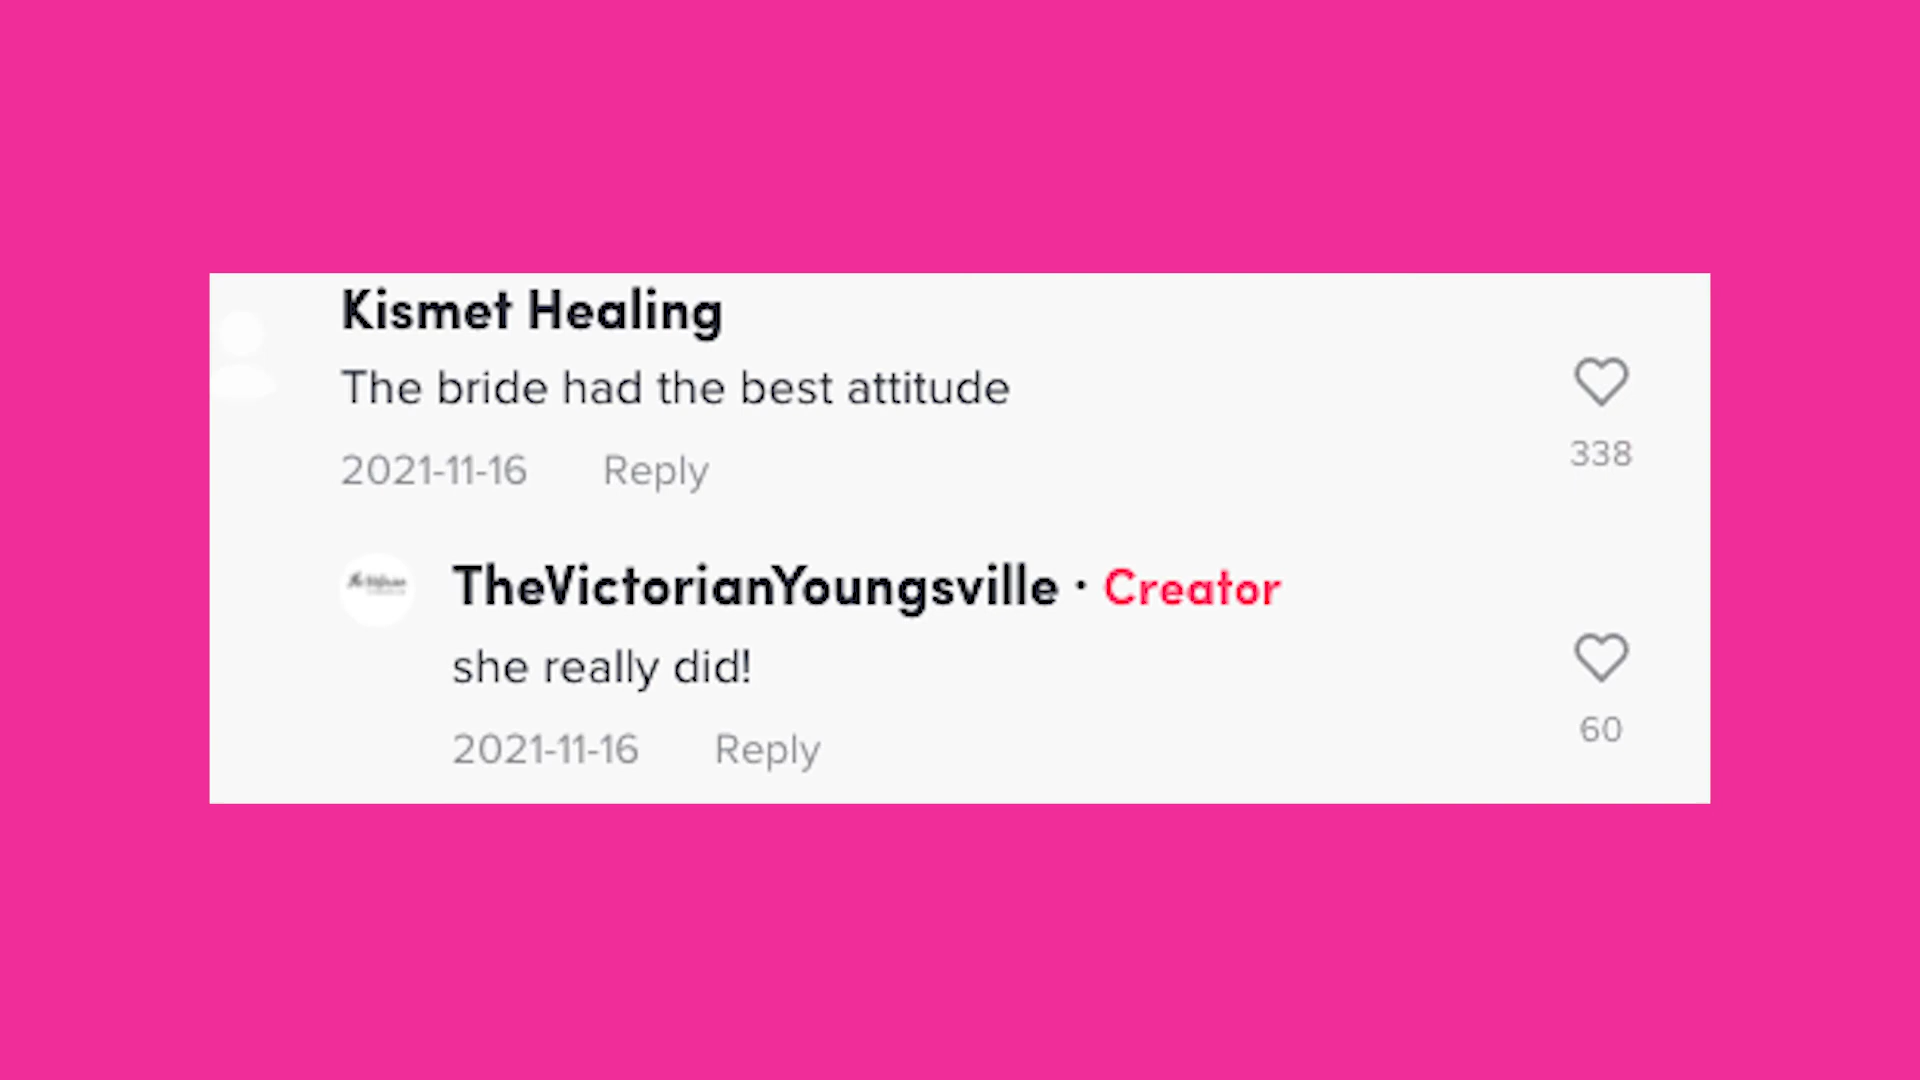 Kismet Healing
The bride had the best attitude
338
2021-11-16 Reply
TheVictorianYoungsville · Creator
she really did!
60
2021-11-16 Reply